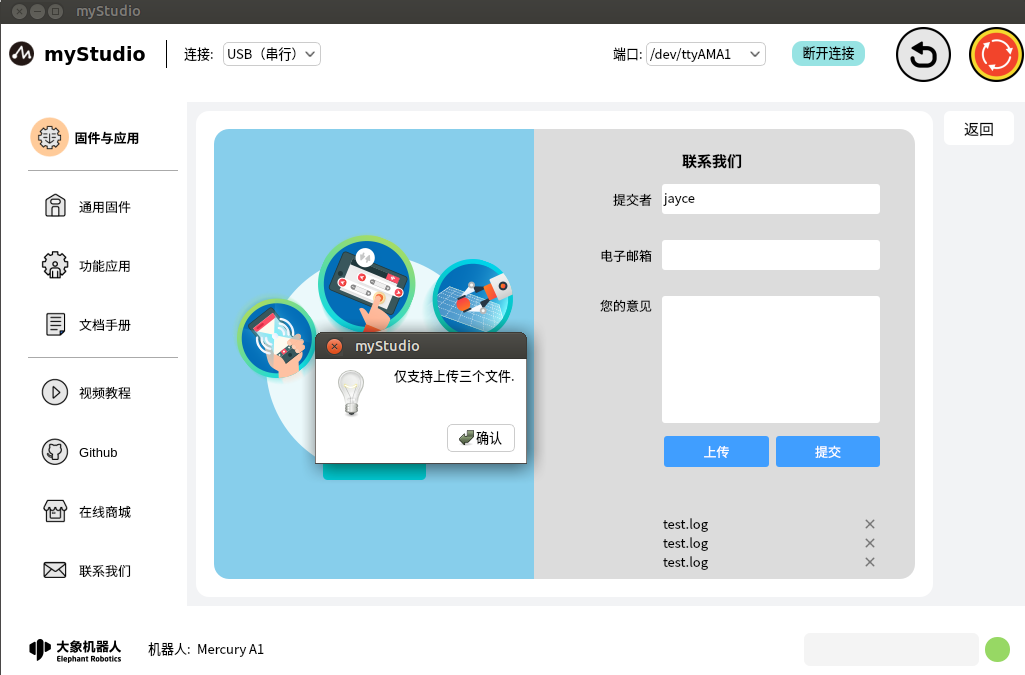 myStudio
myStudio
连接:
USB（串行）
端口:
/dev/ttyAMA1
断开连接
固件与应用
通用固件
功能应用
文档手册
视频教程
Github
在线商城
联系我们
返回
联系我们
提交者
jayce
电子邮箱
您的意见
上传
提交
test.log
test.log
test.log
myStudio
仅支持上传三个文件.
确认
大象机器人
Elephant Robotics
机器人: Mercury A1